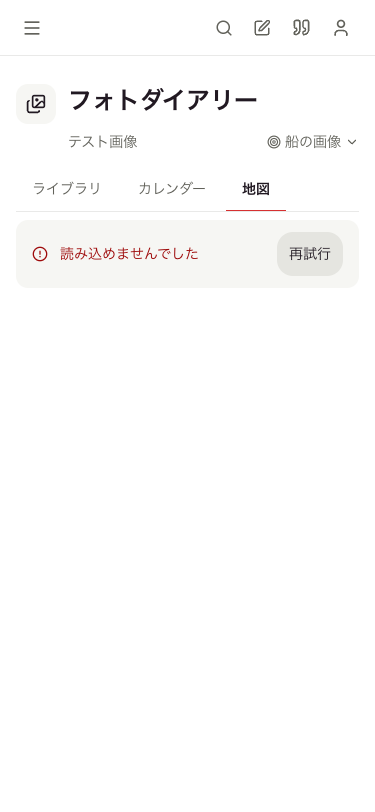 フォトダイアリー
テスト画像
船の画像
ライブラリ
カレンダー
地図
読み込めませんでした
再試行